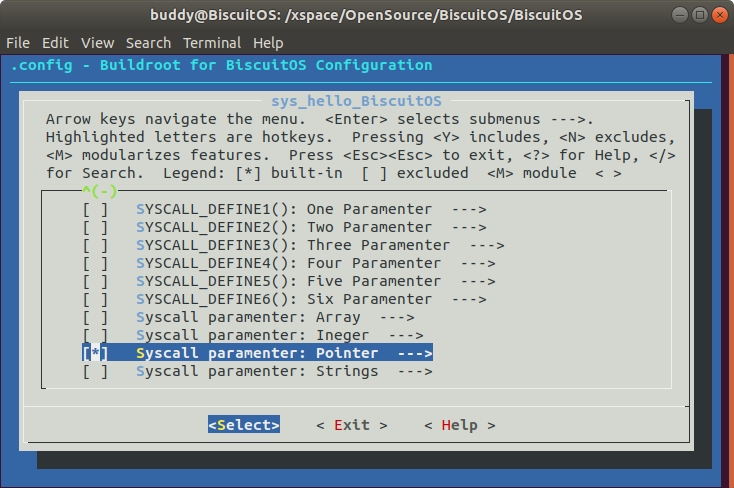 buddy@BiscuitOS: /xspace/OpenSource/BiscuitOS/BiscuitOS
File Edit View Search Terminal Help
.config - Buildroot for BiscuitOS Configuration
sys_hello_BiscuitOS
Arrow keys navigate the menu. <Enter> selects submenus --->.
Highlighted letters are hotkeys. Pressing <Y> includes, <N> excludes,
<M> modularizes features. Press <Esc><Esc> to exit, <?> for Help, </>
for Search. Legend: [*] built-in [ ] excluded <M> module < >
^(-)
[ ] SYSCALL_DEFINE1(): One Paramenter --->
[ ] SYSCALL_DEFINE2(): Two Paramenter --->
[ ] SYSCALL_DEFINE3(): Three Paramenter --->
[ ] SYSCALL_DEFINE4(): Four Paramenter --->
[ ] SYSCALL_DEFINE5(): Five Paramenter --->
[ ] SYSCALL_DEFINE6(): Six Paramenter --->
[ ] Syscall paramenter: Array --->
[ ] Syscall paramenter: Ineger --->
[*] Syscall paramenter: Pointer --->
[ ] Syscall paramenter: Strings --->
<Select> < Exit > < Help >